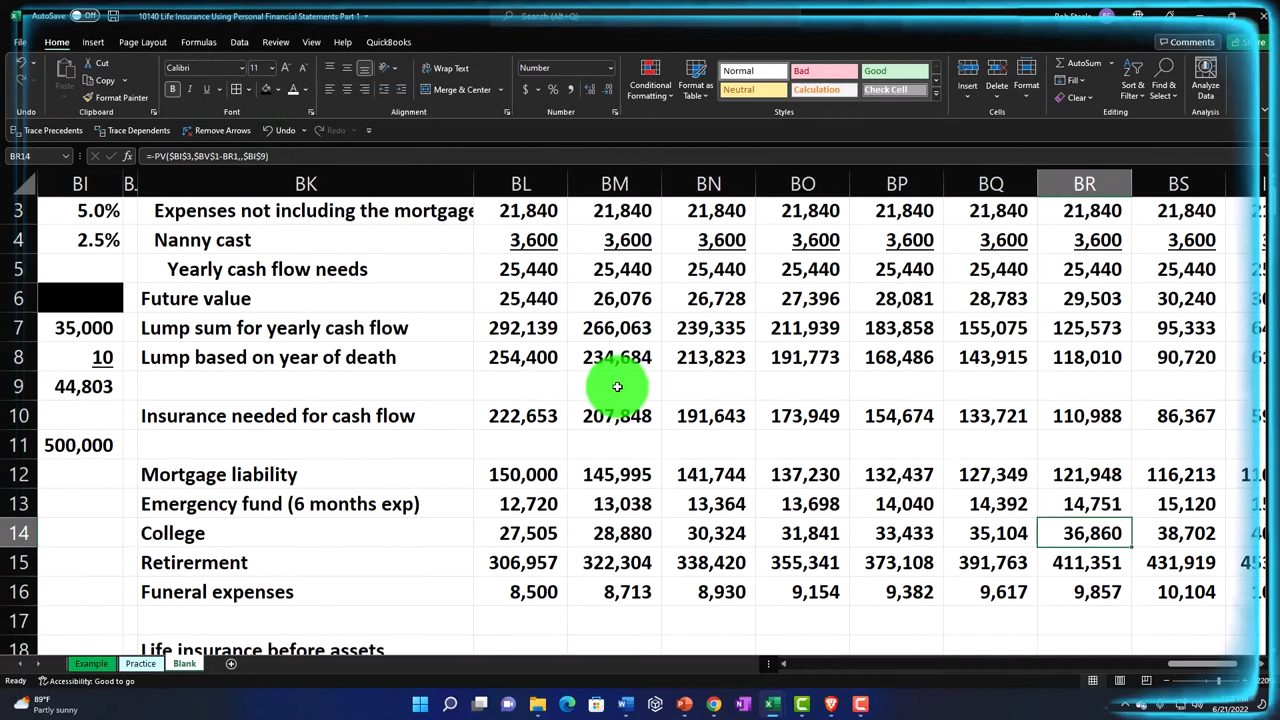 AutoSave Off 10140 Life Insurance Using Personal Financial Statements Part 1 Search (Alt+Q) Bob Steele BS
File Home Insert Page Layout Formulas Data Review View Help QuickBooks Comments Share
Cut Calibri 11 Wrap Text Number Normal Bad Good AutoSum
Copy Fill
Paste Format Painter Merge & Center Conditional Formatting Format as Table Neutral Calculation Check Cell Insert Delete Format Clear Sort & Filter Find & Select Analyze Data
Undo Clipboard Font Alignment Number Styles Cells Editing Analysis
Trace Precedents Trace Dependents Remove Arrows Undo Redo
BR14 fx =-PV($BI$3,$BV$1-BR1,,$BI$9)
BI BK BL BM BN BO BP BQ BR BS
3 5.0% Expenses not including the mortgage 21,840 21,840 21,840 21,840 21,840 21,840 21,840 21,840
4 2.5% Nanny cast 3,600 3,600 3,600 3,600 3,600 3,600 3,600 3,600
5 Yearly cash flow needs 25,440 25,440 25,440 25,440 25,440 25,440 25,440 25,440
6 Future value 25,440 26,076 26,728 27,396 28,081 28,783 29,503 30,240
7 35,000 Lump sum for yearly cash flow 292,139 266,063 239,335 211,939 183,858 155,075 125,573 95,333
8 10 Lump based on year of death 254,400 234,684 213,823 191,773 168,486 143,915 118,010 90,720
9 44,803
10 Insurance needed for cash flow 222,653 207,848 191,643 173,949 154,674 133,721 110,988 86,367
11 500,000
12 Mortgage liability 150,000 145,995 141,744 137,230 132,437 127,349 121,948 116,213
13 Emergency fund (6 months exp) 12,720 13,038 13,364 13,698 14,040 14,392 14,751 15,120
14 College 27,505 28,880 30,324 31,841 33,433 35,104 36,860 38,702
15 Retirerment 306,957 322,304 338,420 355,341 373,108 391,763 411,351 431,919
16 Funeral expenses 8,500 8,713 8,930 9,154 9,382 9,617 9,857 10,104
17
18 Life insurance before assets
Example Practice Blank
Ready Accessibility: Good to go
89°F
Partly sunny
6/21/2022